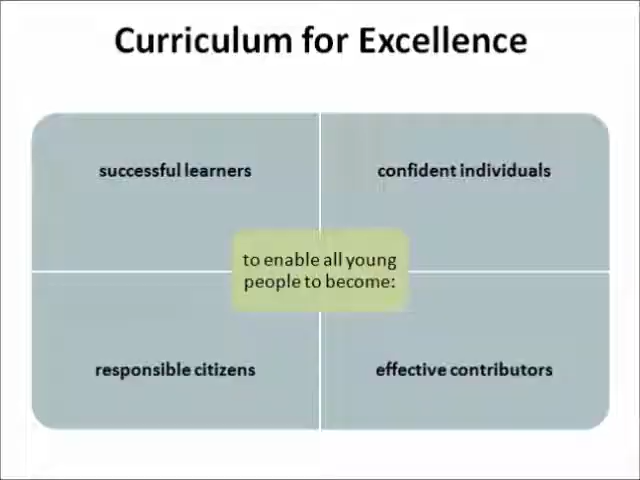 Curriculum for Excellence
successful learners
confident individuals
to enable all young
people to become:
responsible citizens
effective contributors